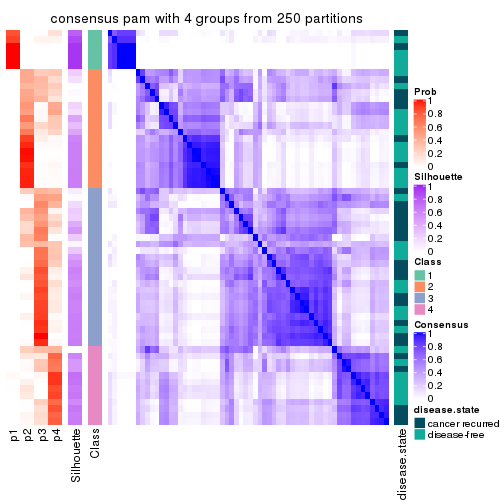 consensus pam with 4 groups from 250 partitions
p1
p2
p3
p4
Silhouette
Class
disease.state
Prob
1
0.8
0.6
0.4
0.2
0
Silhouette
1
0.8
0.6
0.4
0.2
0
Class
1
2
3
4
Consensus
1
0.8
0.6
0.4
0.2
0
disease.state
cancer recurred
disease-free